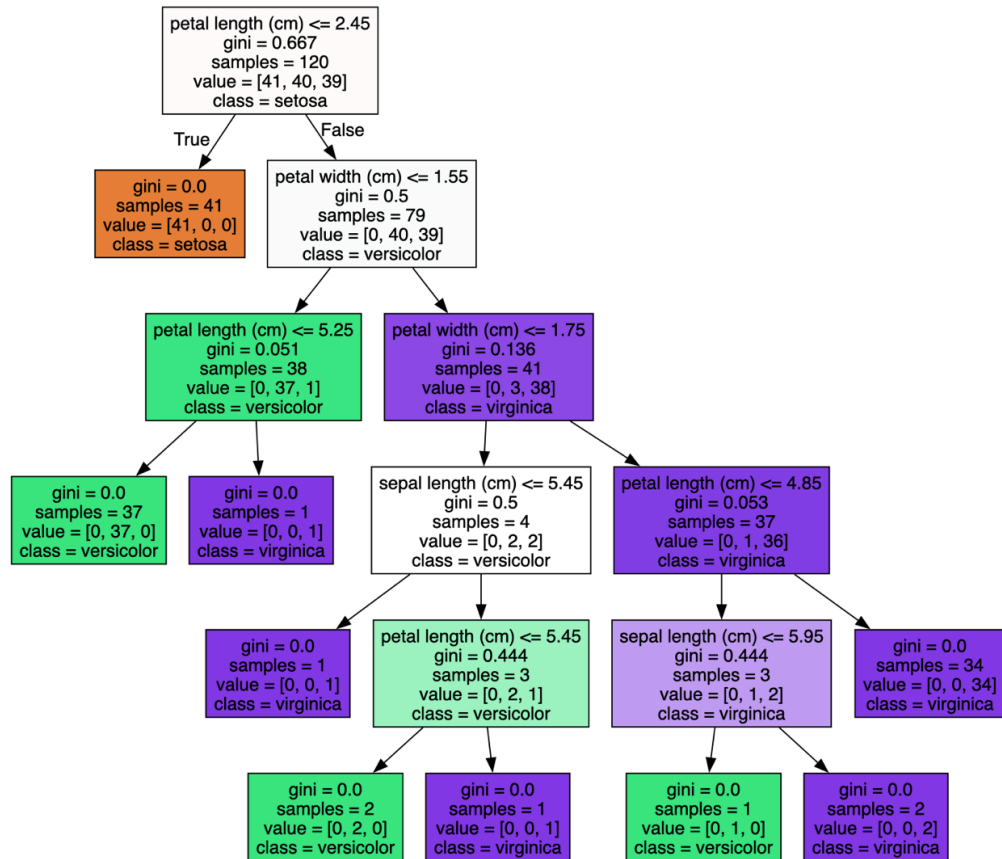 petal length (cm) <= 2.45
gini = 0.667
samples = 120
value = [41, 40, 39]
class = setosa
True
False
gini = 0.0
samples = 41
value = [41, 0, 0]
class = setosa
petal width (cm) <= 1.55
gini = 0.5
samples = 79
value = [0, 40, 39]
class = versicolor
petal length (cm) <= 5.25
gini = 0.051
samples = 38
value = [0, 37, 1]
class = versicolor
petal width (cm) <= 1.75
gini = 0.136
samples = 41
value = [0, 3, 38]
class = virginica
gini = 0.0
samples = 37
value = [0, 37, 0]
class = versicolor
gini = 0.0
samples = 1
value = [0, 0, 1]
class = virginica
sepal length (cm) <= 5.45
gini = 0.5
samples = 4
value = [0, 2, 2]
class = versicolor
petal length (cm) <= 4.85
gini = 0.053
samples = 37
value = [0, 1, 36]
class = virginica
gini = 0.0
samples = 1
value = [0, 0, 1]
class = virginica
petal length (cm) <= 5.45
gini = 0.444
samples = 3
value = [0, 2, 1]
class = versicolor
sepal length (cm) <= 5.95
gini = 0.444
samples = 3
value = [0, 1, 2]
class = virginica
gini = 0.0
samples = 34
value = [0, 0, 34]
class = virginica
gini = 0.0
samples = 2
value = [0, 2, 0]
class = versicolor
gini = 0.0
samples = 1
value = [0, 0, 1]
class = virginica
gini = 0.0
samples = 1
value = [0, 1, 0]
class = versicolor
gini = 0.0
samples = 2
value = [0, 0, 2]
class = virginica